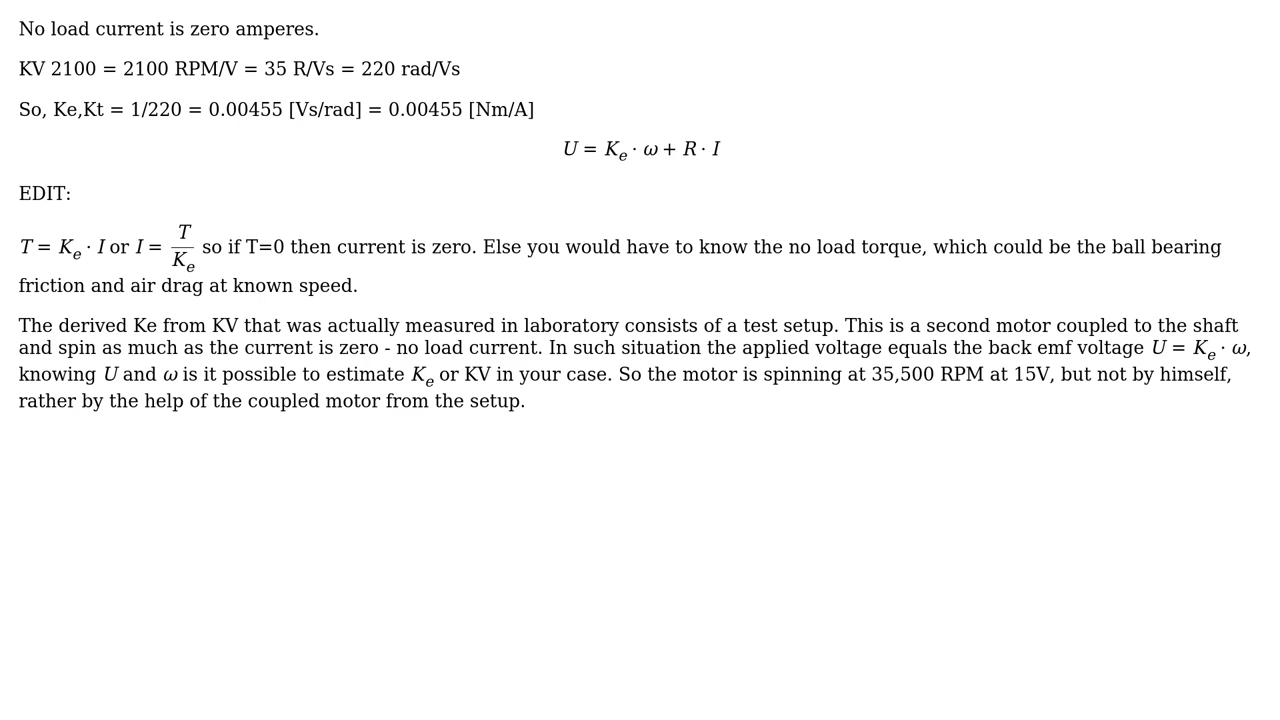 No load current is zero amperes.
KV 2100 = 2100 RPM/V = 35 R/Vs = 220 rad/Vs
So, Ke,Kt = 1/220 = 0.00455 [Vs/rad] = 0.00455 [Nm/A]
U = K_e · ω + R · I
EDIT:
T = K_e · I or I = \frac{T}{K_e} so if T=0 then current is zero. Else you would have to know the no load torque, which could be the ball bearing
friction and air drag at known speed.
The derived Ke from KV that was actually measured in laboratory consists of a test setup. This is a second motor coupled to the shaft
and spin as much as the current is zero - no load current. In such situation the applied voltage equals the back emf voltage U = K_e · ω,
knowing U and ω is it possible to estimate K_e or KV in your case. So the motor is spinning at 35,500 RPM at 15V, but not by himself,
rather by the help of the coupled motor from the setup.